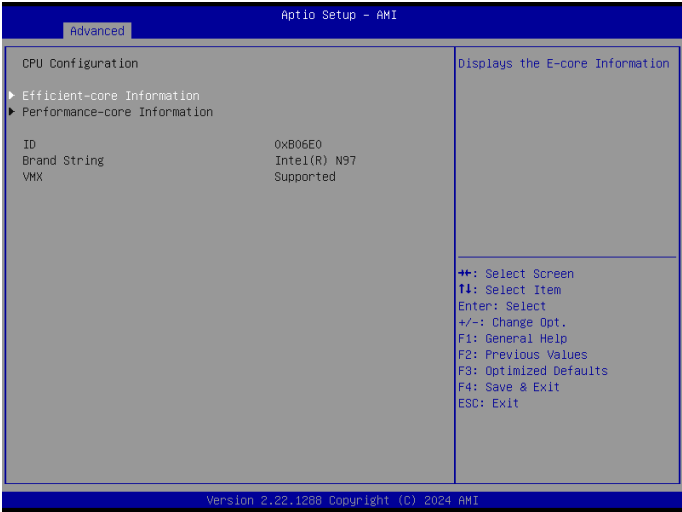 Aptio Setup – AMI
Advanced
CPU Configuration
Efficient-core Information
Performance-core Information
ID 0xB06E0
Brand String Intel(R) N97
VMX Supported
Displays the E-core Information
→←: Select Screen
↑↓: Select Item
Enter: Select
+/-: Change Opt.
F1: General Help
F2: Previous Values
F3: Optimized Defaults
F4: Save & Exit
ESC: Exit
Version 2.22.1288 Copyright (C) 2024 AMI